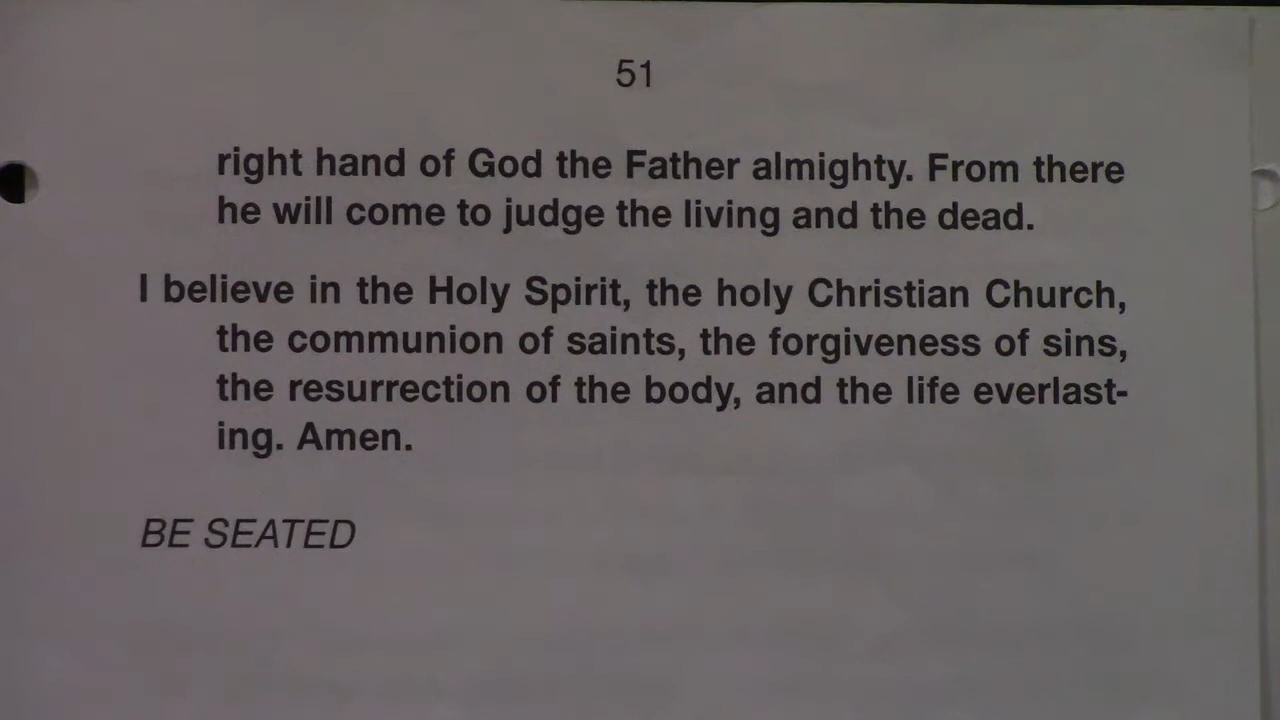 51
right hand of God the Father almighty. From there
he will come to judge the living and the dead.
I believe in the Holy Spirit, the holy Christian Church,
the communion of saints, the forgiveness of sins,
the resurrection of the body, and the life everlast-
ing. Amen.
BE SEATED